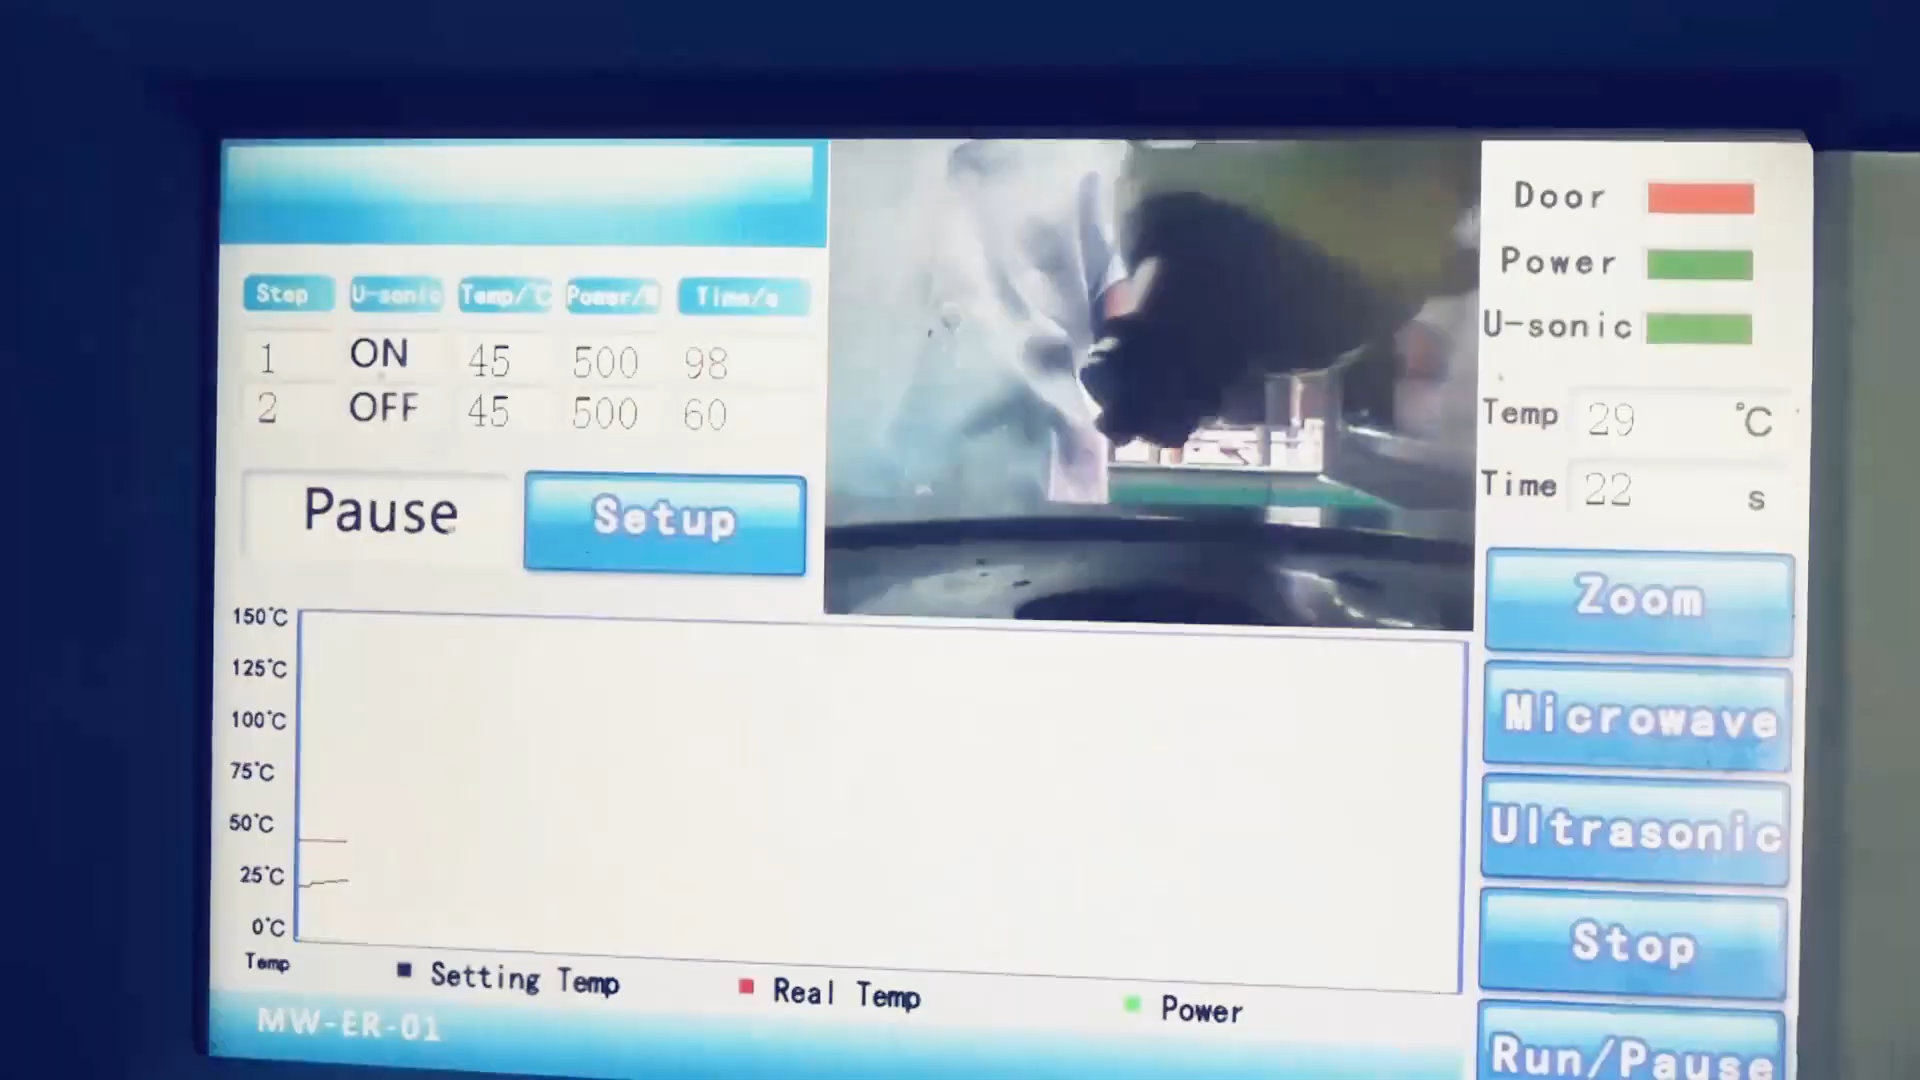 Step U-sonic Temp/℃ Power/W Time/s
1 ON 45 500 98
2 OFF 45 500 60
Pause Setup
Door
Power
U-sonic
Temp 29 ℃
Time 22 s
Zoom
Microwave
Ultrasonic
Stop
Run/Pause
150℃
125℃
100℃
75℃
50℃
25℃
0℃
Temp
Setting Temp Real Temp Power
MW-ER-01